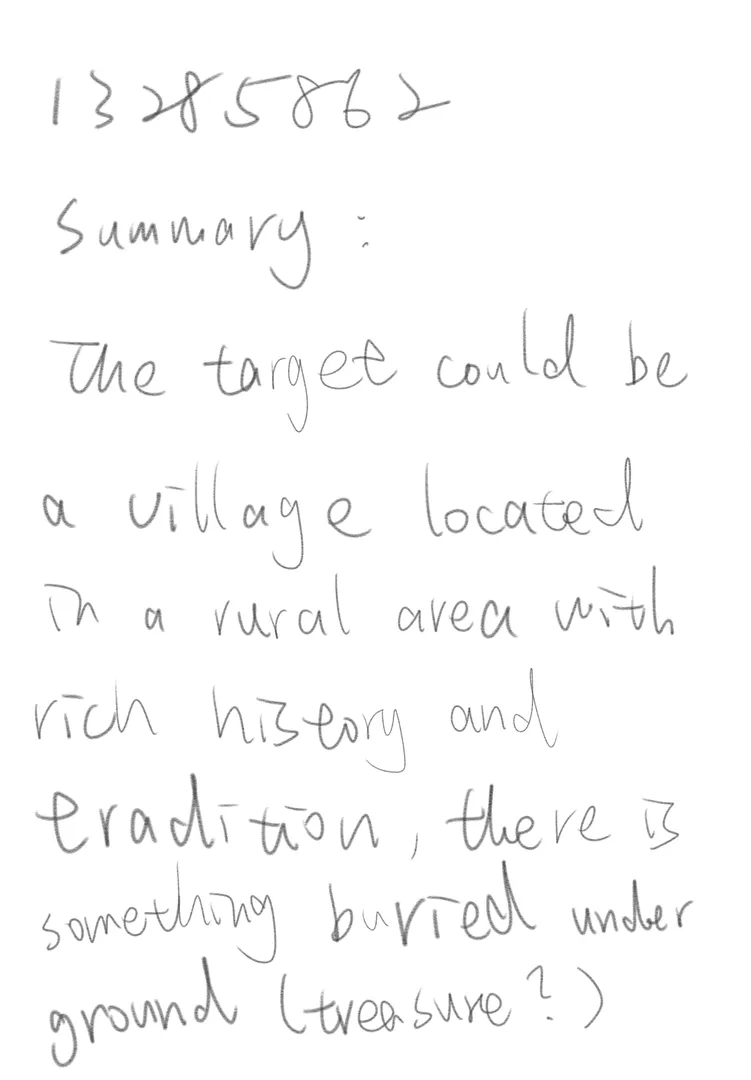 13285862
Summary:
The target could be
a village located
in a rural area with
rich history and
tradition, there is
something buried under
ground (treasure?)